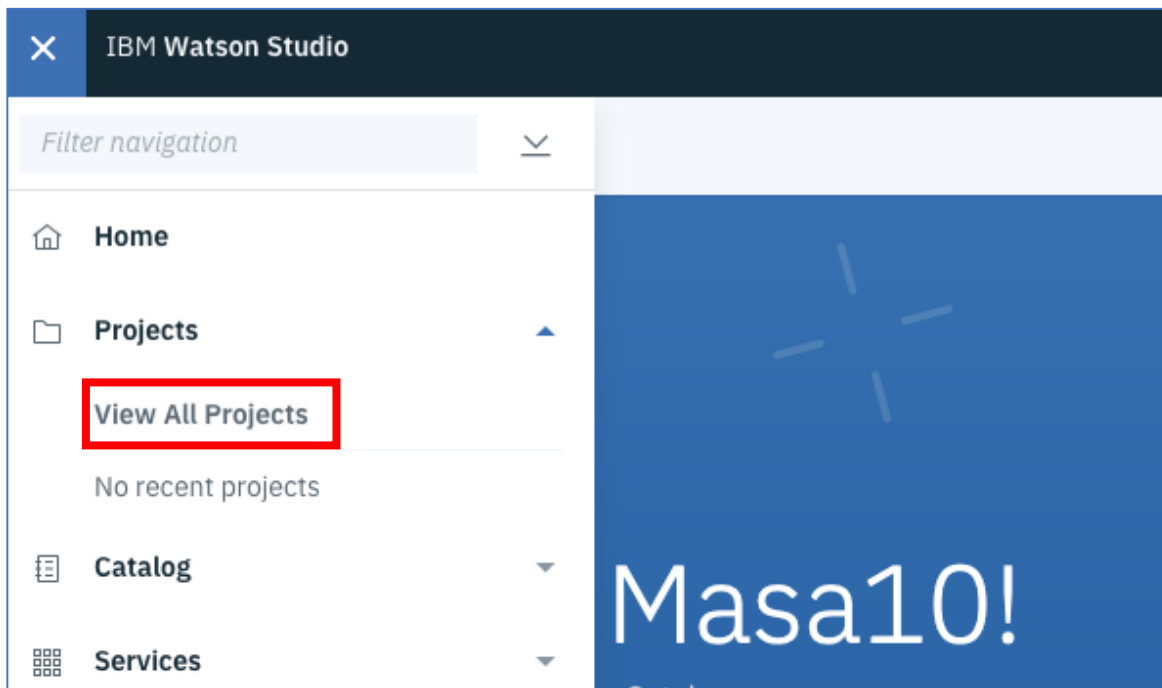 IBM Watson Studio
Filter navigation
Home
Projects
View All Projects
No recent projects
Catalog
Services
Masa10!